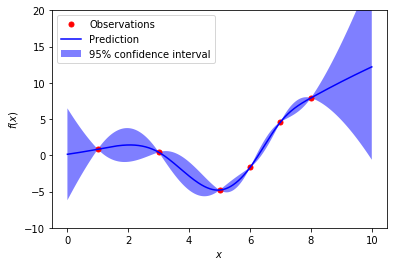 Observations
Prediction
95% confidence interval
20
15
10
5
0
−5
−10
f(x)
0 2 4 6 8 10
x